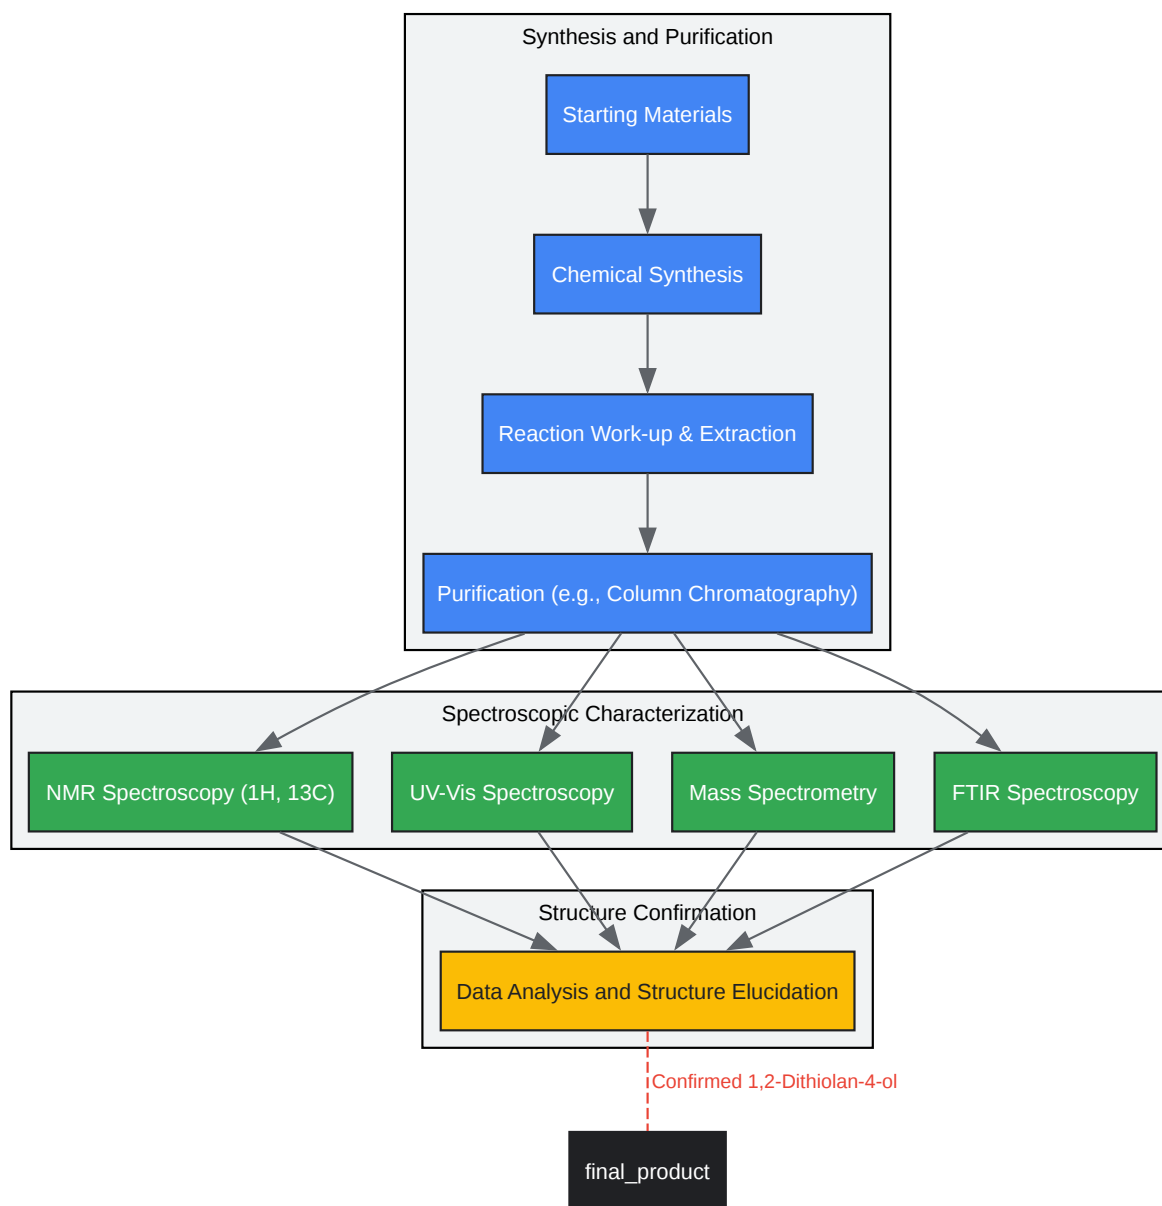 Synthesis and Purification
Starting Materials
Chemical Synthesis
Reaction Work-up & Extraction
Purification (e.g., Column Chromatography)
Spectroscopic Characterization
NMR Spectroscopy (1H, 13C)
UV-Vis Spectroscopy
Mass Spectrometry
FTIR Spectroscopy
Structure Confirmation
Data Analysis and Structure Elucidation
Confirmed 1,2-Dithiolan-4-ol
final_product